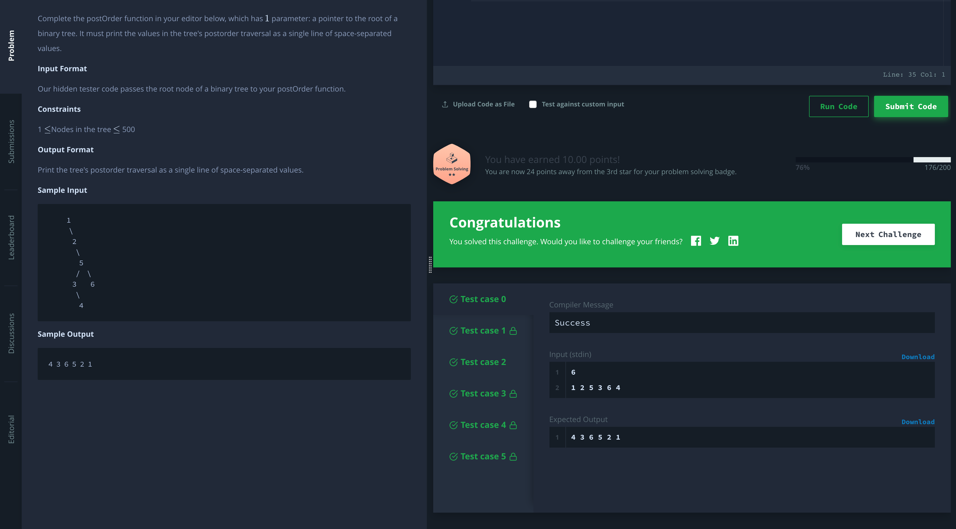 Problem
Submissions
Leaderboard
Discussions
Editorial
Complete the postOrder function in your editor below, which has 1 parameter: a pointer to the root of a
binary tree. It must print the values in the tree's postorder traversal as a single line of space-separated
values.
Input Format
Our hidden tester code passes the root node of a binary tree to your postOrder function.
Constraints
1 ≤ Nodes in the tree ≤ 500
Output Format
Print the tree's postorder traversal as a single line of space-separated values.
Sample Input
1
\
2
\
5
/ \
3 6
\
4
Sample Output
4 3 6 5 2 1
Line: 35 Col: 1
Upload Code as File
Test against custom input
Run Code
Submit Code
Problem Solving
You have earned 10.00 points!
You are now 24 points away from the 3rd star for your problem solving badge.
76%
176/200
Congratulations
You solved this challenge. Would you like to challenge your friends?
Next Challenge
Test case 0
Test case 1
Test case 2
Test case 3
Test case 4
Test case 5
Compiler Message
Success
Input (stdin)
Download
1 6
2 1 2 5 3 6 4
Expected Output
Download
1 4 3 6 5 2 1